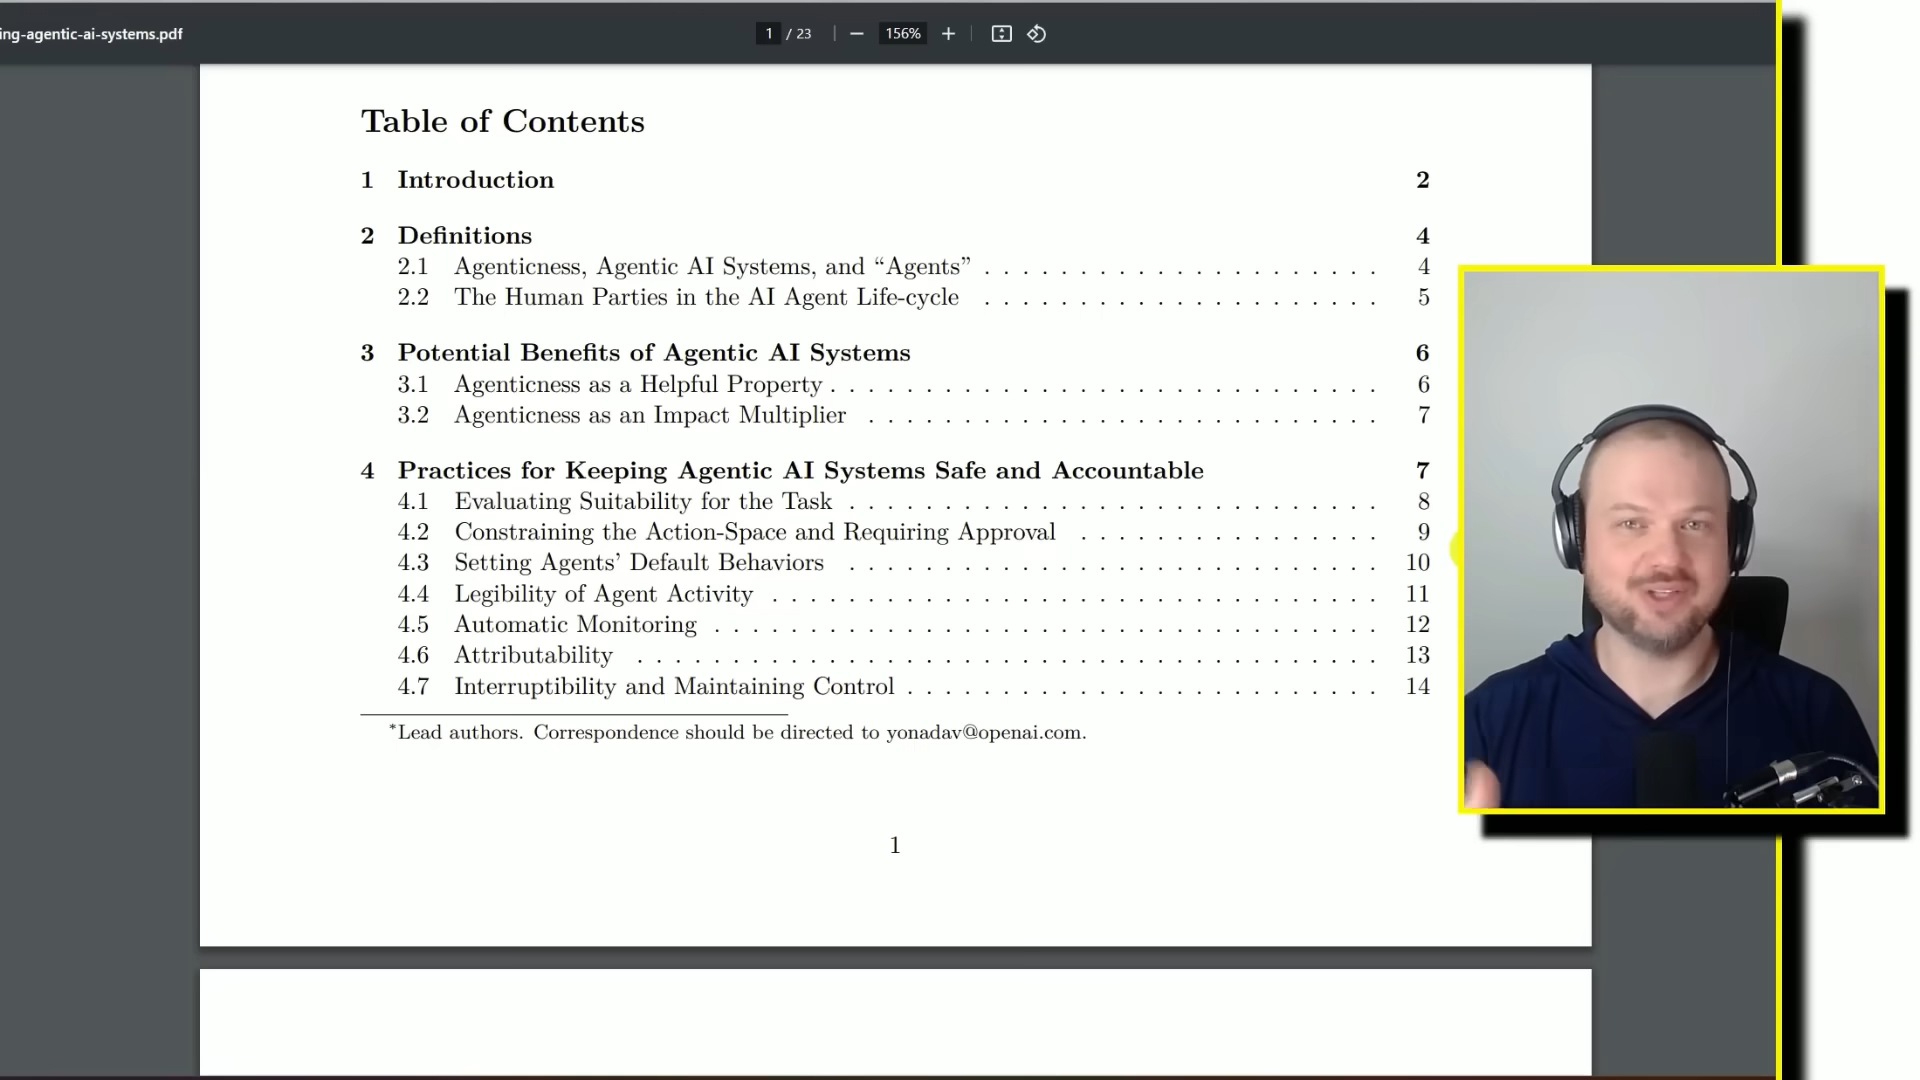 ing-agentic-ai-systems.pdf
1 / 23
156%
Table of Contents
1 Introduction 2
2 Definitions 4
2.1 Agenticness, Agentic AI Systems, and “Agents” . . . . . . . . . . . . . . . . . . . . . 4
2.2 The Human Parties in the AI Agent Life-cycle . . . . . . . . . . . . . . . . . . . . . 5
3 Potential Benefits of Agentic AI Systems 6
3.1 Agenticness as a Helpful Property . . . . . . . . . . . . . . . . . . . . . . . . . . . . . 6
3.2 Agenticness as an Impact Multiplier . . . . . . . . . . . . . . . . . . . . . . . . . . . 7
4 Practices for Keeping Agentic AI Systems Safe and Accountable 7
4.1 Evaluating Suitability for the Task . . . . . . . . . . . . . . . . . . . . . . . . . . . . 8
4.2 Constraining the Action-Space and Requiring Approval . . . . . . . . . . . . . . . . 9
4.3 Setting Agents’ Default Behaviors . . . . . . . . . . . . . . . . . . . . . . . . . . . . 10
4.4 Legibility of Agent Activity . . . . . . . . . . . . . . . . . . . . . . . . . . . . . . . . 11
4.5 Automatic Monitoring . . . . . . . . . . . . . . . . . . . . . . . . . . . . . . . . . . . 12
4.6 Attributability . . . . . . . . . . . . . . . . . . . . . . . . . . . . . . . . . . . . . . . 13
4.7 Interruptibility and Maintaining Control . . . . . . . . . . . . . . . . . . . . . . . . . 14
*Lead authors. Correspondence should be directed to yonadav@openai.com.
1